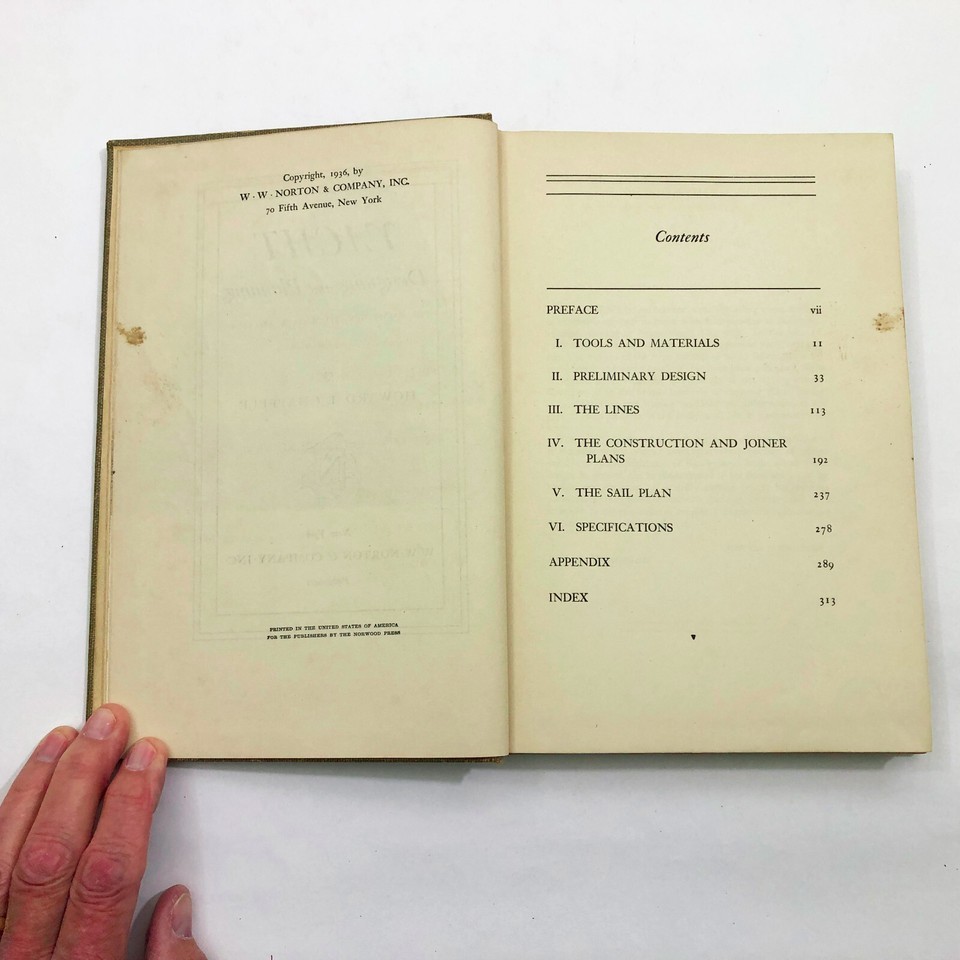 Copyright, 1936, by
W · W · NORTON & COMPANY, INC.
70 Fifth Avenue, New York
PRINTED IN THE UNITED STATES OF AMERICA
FOR THE PUBLISHERS BY THE NORWOOD PRESS
Contents
PREFACE vii
I. TOOLS AND MATERIALS 11
II. PRELIMINARY DESIGN 33
III. THE LINES 113
IV. THE CONSTRUCTION AND JOINER
PLANS 192
V. THE SAIL PLAN 237
VI. SPECIFICATIONS 278
APPENDIX 289
INDEX 313